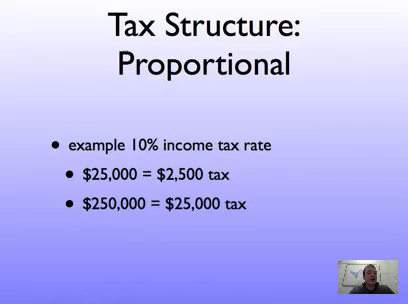 Tax Structure:
Proportional
• example 10% income tax rate
• $25,000 = $2,500 tax
• $250,000 = $25,000 tax